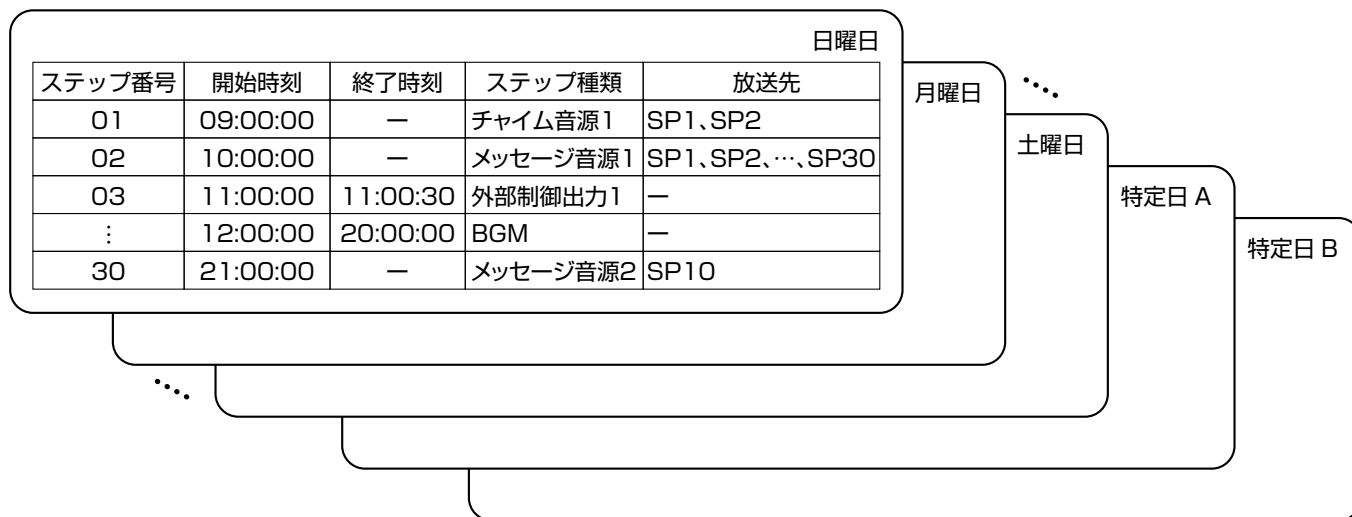 日曜日
ステップ番号 開始時刻 終了時刻 ステップ種類 放送先
01 09:00:00 ー チャイム音源1 SP1、SP2
02 10:00:00 ー メッセージ音源1 SP1、SP2、…、SP30
03 11:00:00 11:00:30 外部制御出力1 ー
⋮ 12:00:00 20:00:00 BGM ー
30 21:00:00 ー メッセージ音源2 SP10
月曜日
土曜日
特定日 A
特定日 B